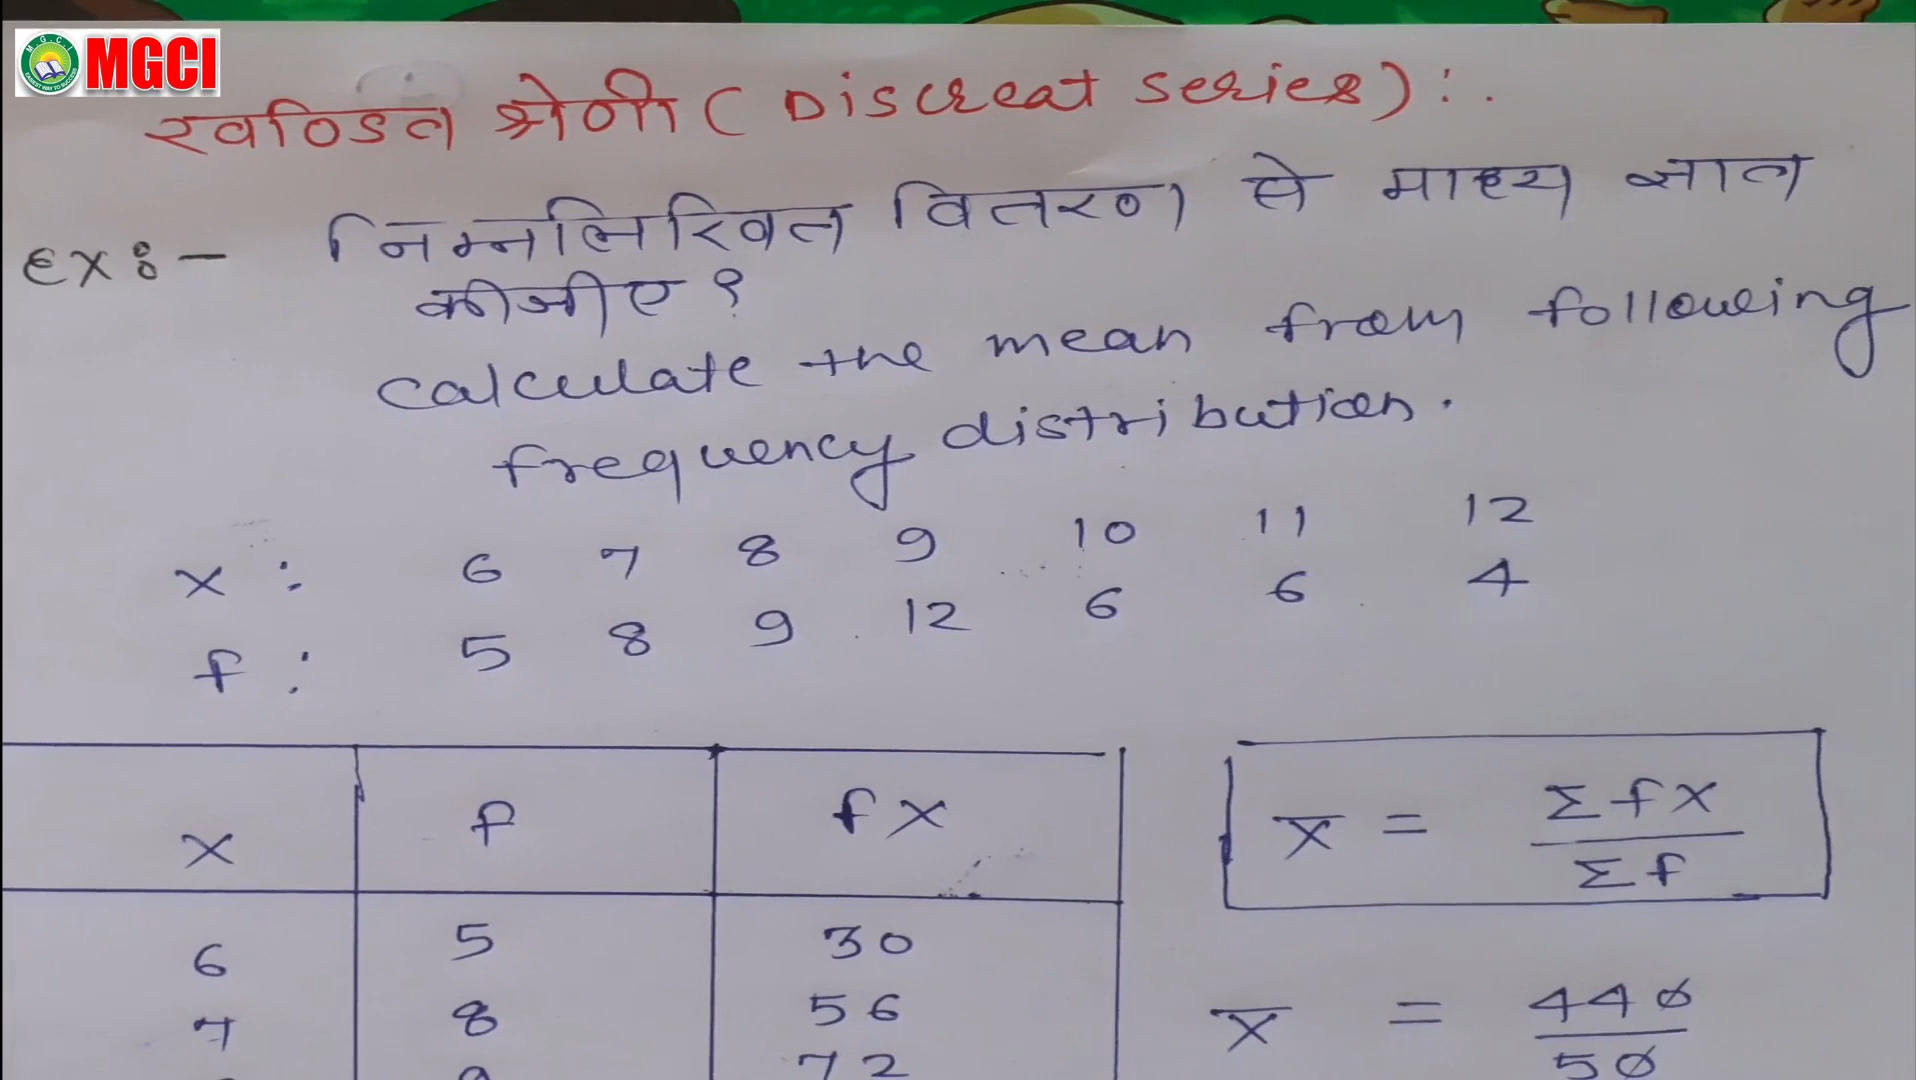 M.G.C.I
MGCI
खण्डित श्रेणी ( Discreat series ) :.
Ex:- निम्नलिखित वितरण से माध्य ज्ञात
कीजीए ?
calculate the mean from following
frequency distribution.
x : 6 7 8 9 10 11 12
f : 5 8 9 12 6 6 4
x f fx
x̅ = Σfx / Σf
6 5 30
7 8 56
x̅ = 440 / 50
72